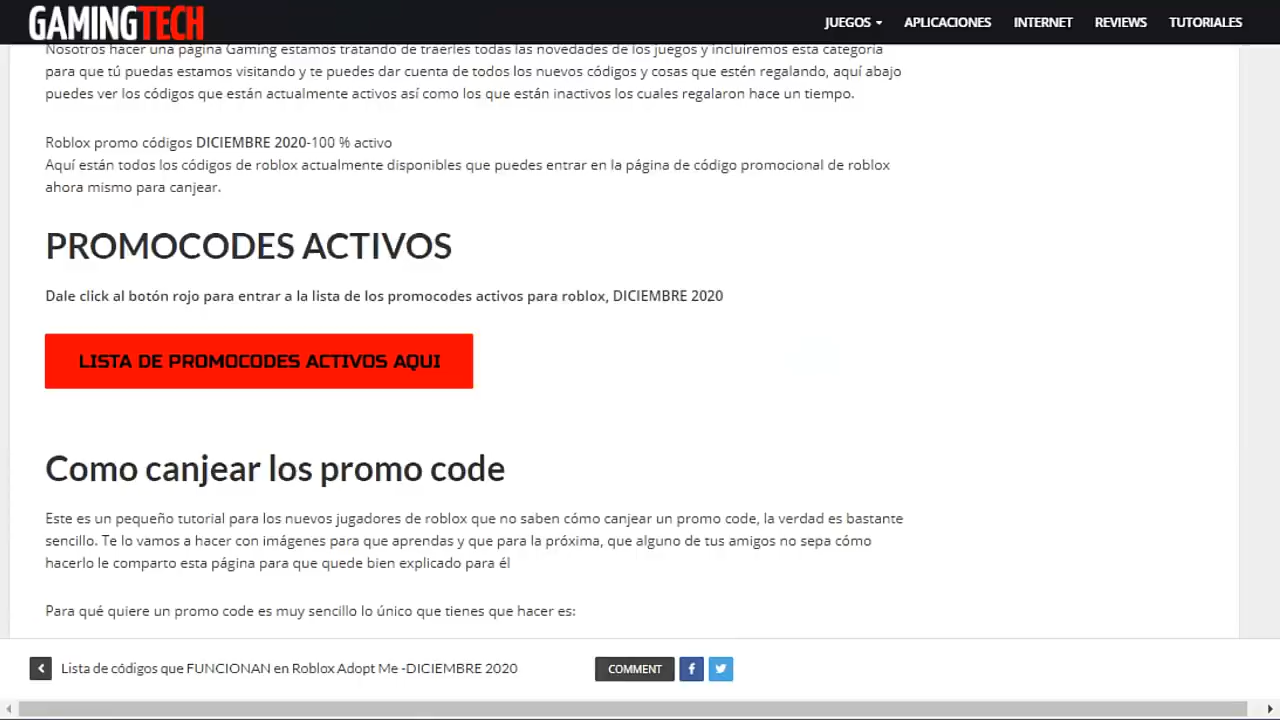 GAMINGTECH
JUEGOS
APLICACIONES
INTERNET
REVIEWS
TUTORIALES
Nosotros hacer una página Gaming estamos tratando de traerles todas las novedades de los juegos y incluiremos esta categoría
para que tú puedas estamos visitando y te puedes dar cuenta de todos los nuevos códigos y cosas que estén regalando, aquí abajo
puedes ver los códigos que están actualmente activos así como los que están inactivos los cuales regalaron hace un tiempo.
Roblox promo códigos DICIEMBRE 2020-100 % activo
Aquí están todos los códigos de roblox actualmente disponibles que puedes entrar en la página de código promocional de roblox
ahora mismo para canjear.
PROMOCODES ACTIVOS
Dale click al botón rojo para entrar a la lista de los promocodes activos para roblox, DICIEMBRE 2020
LISTA DE PROMOCODES ACTIVOS AQUI
Como canjear los promo code
Este es un pequeño tutorial para los nuevos jugadores de roblox que no saben cómo canjear un promo code, la verdad es bastante
sencillo. Te lo vamos a hacer con imágenes para que aprendas y que para la próxima, que alguno de tus amigos no sepa cómo
hacerlo le comparto esta página para que quede bien explicado para él
Para qué quiere un promo code es muy sencillo lo único que tienes que hacer es:
Lista de códigos que FUNCIONAN en Roblox Adopt Me -DICIEMBRE 2020
COMMENT